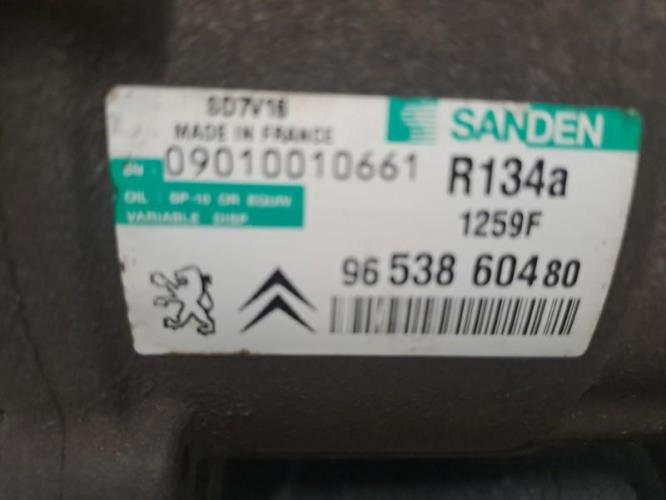 SD7V16
MADE IN FRANCE
SANDEN
SN 09010010661
R134a
OIL : SP-10 OR EQUIV
VARIABLE DISP
1259F
96 538 604 80